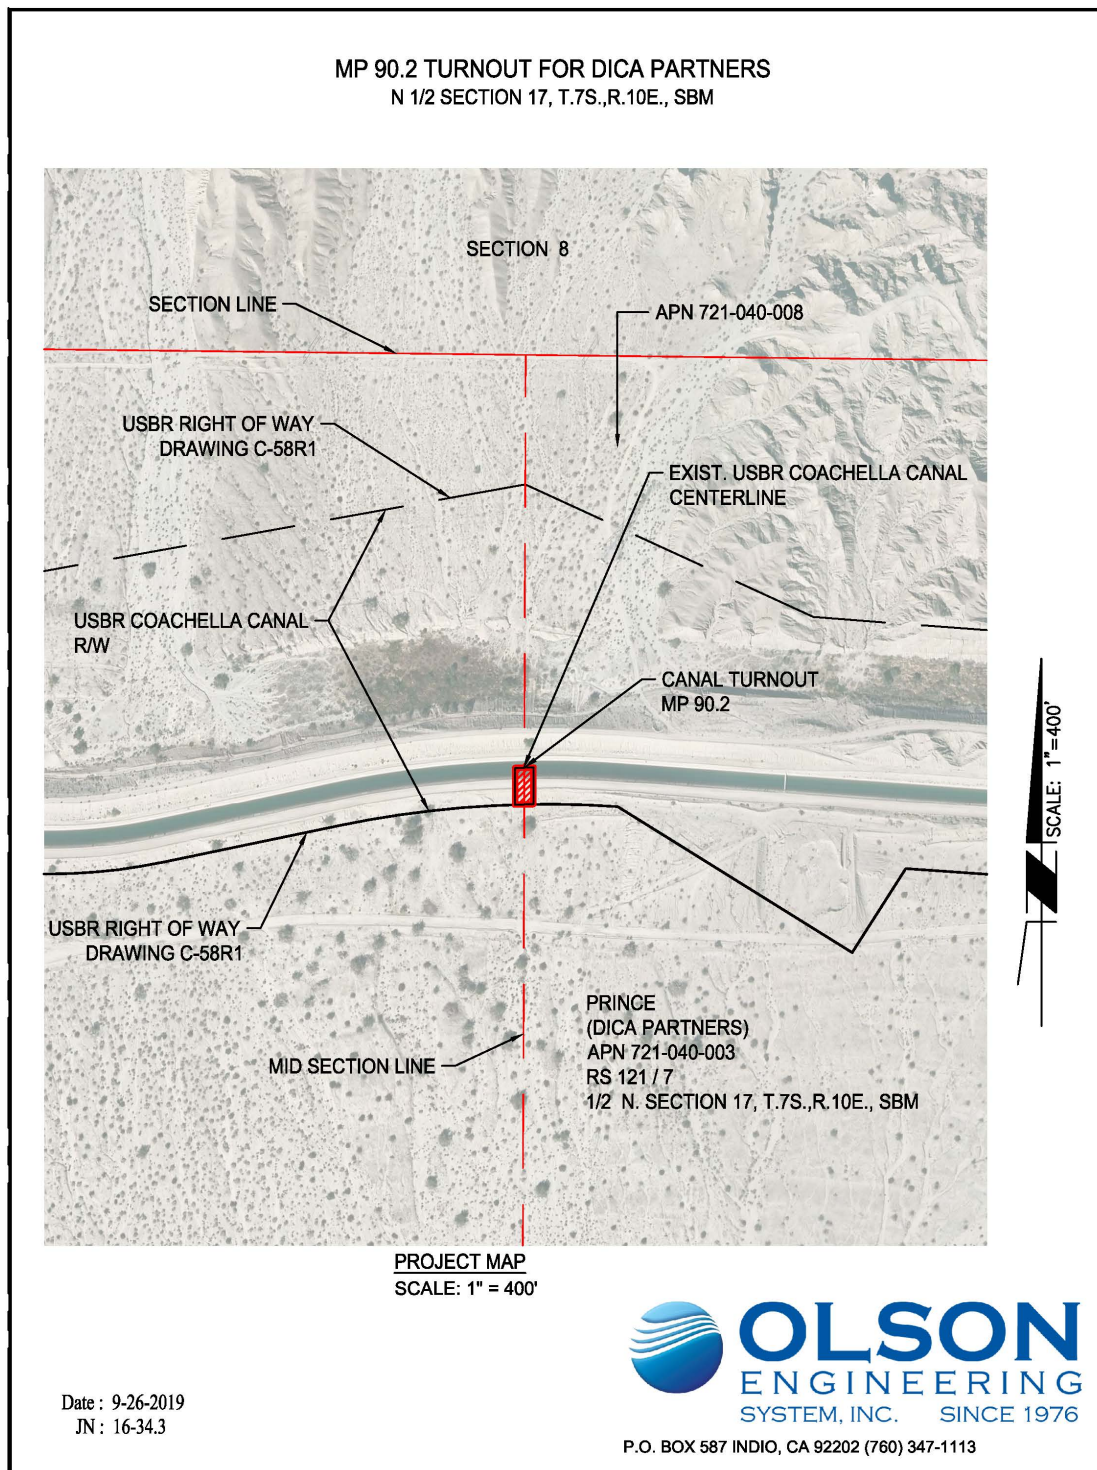 MP 90.2 TURNOUT FOR DICA PARTNERS
N 1/2 SECTION 17, T.7S.,R.10E., SBM
SECTION 8
SECTION LINE
APN 721-040-008
USBR RIGHT OF WAY
DRAWING C-58R1
EXIST. USBR COACHELLA CANAL
CENTERLINE
USBR COACHELLA CANAL
R/W
CANAL TURNOUT
MP 90.2
SCALE: 1"=400'
USBR RIGHT OF WAY
DRAWING C-58R1
PRINCE
(DICA PARTNERS)
APN 721-040-003
RS 121 / 7
1/2 N. SECTION 17, T.7S.,R.10E., SBM
MID SECTION LINE
PROJECT MAP
SCALE: 1" = 400'
OLSON
ENGINEERING
SYSTEM, INC. SINCE 1976
P.O. BOX 587 INDIO, CA 92202 (760) 347-1113
Date : 9-26-2019
JN : 16-34.3